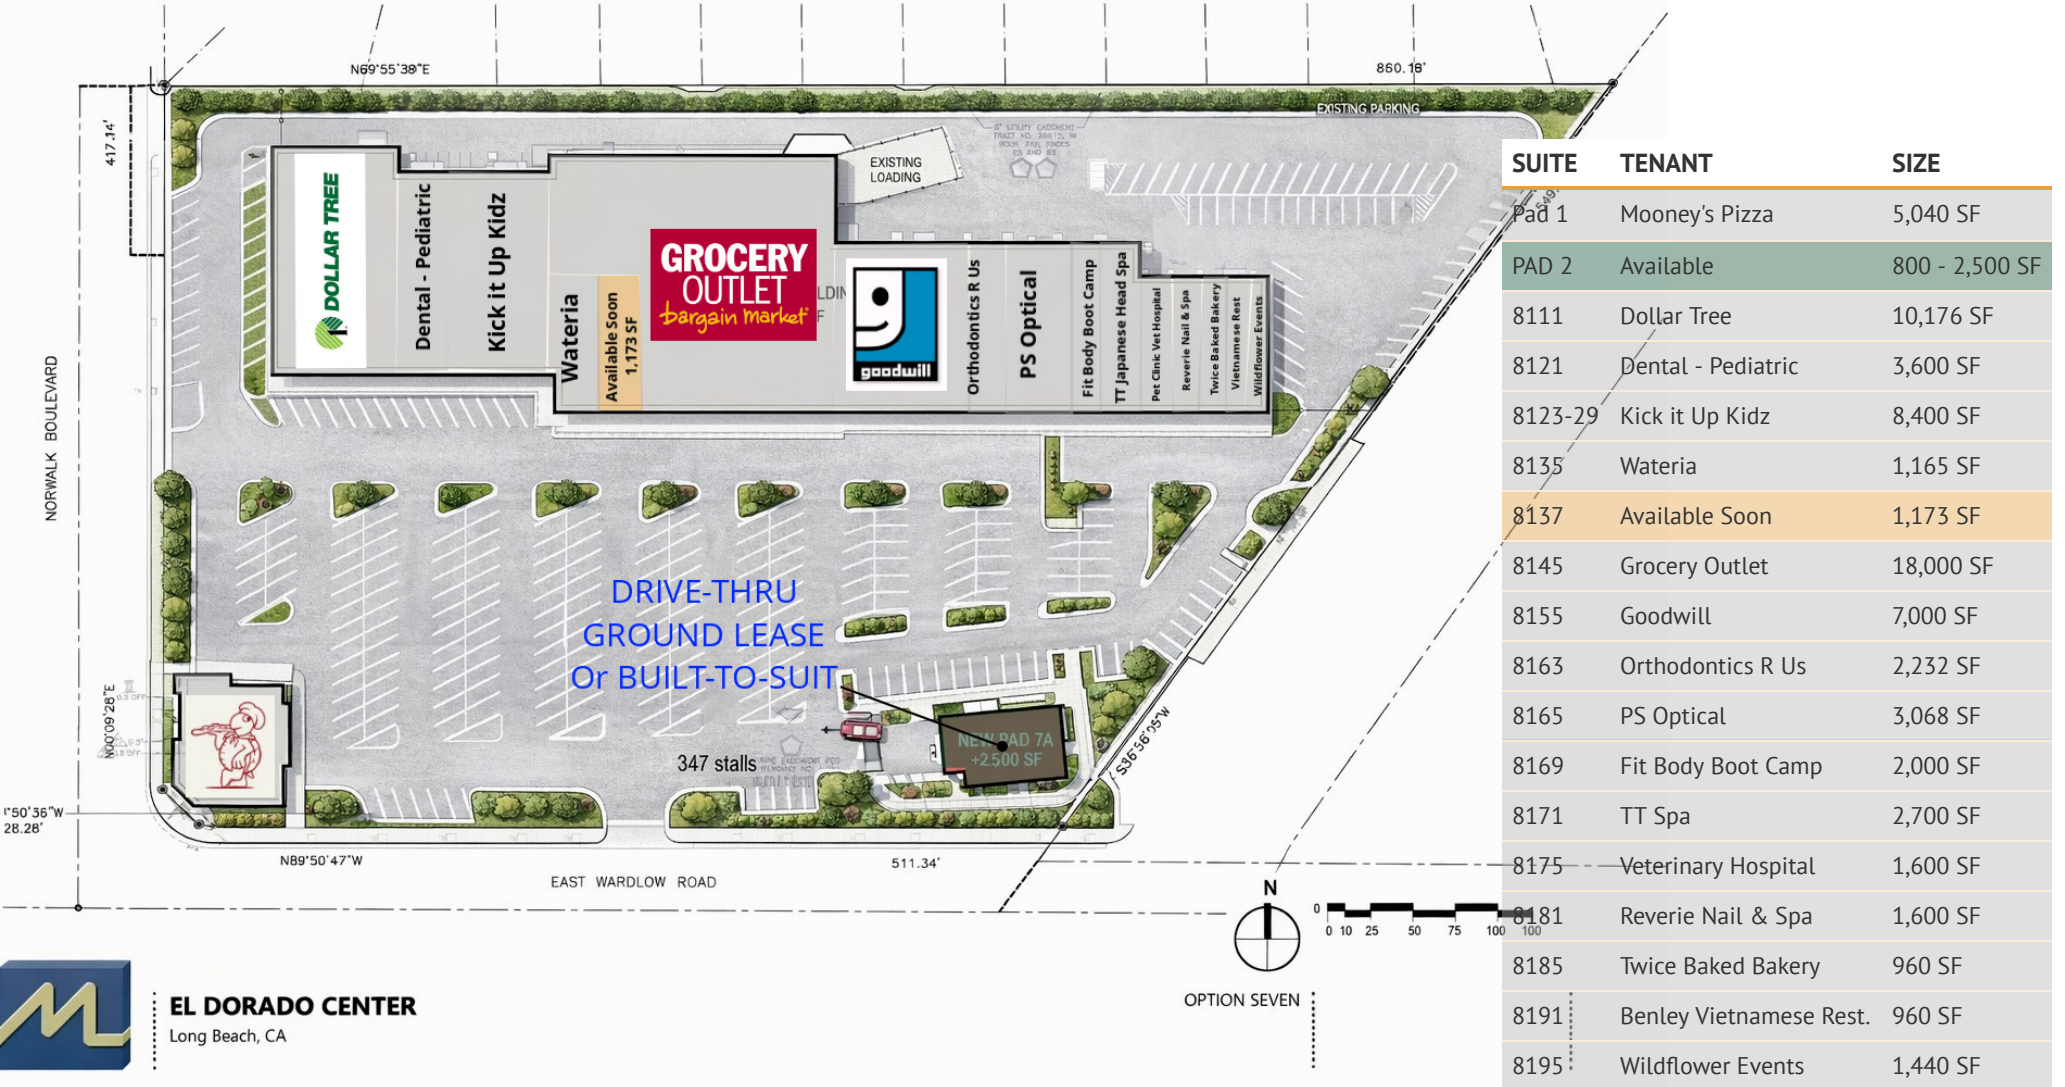 N69°55'38"E
860.18'
417.14'
EXISTING PARKING
EXISTING
LOADING
DOLLAR TREE
Dental - Pediatric
Kick it Up Kidz
Wateria
Available Soon
1,173 SF
GROCERY
OUTLET
bargain market
goodwill
Orthodontics R Us
PS Optical
Fit Body Boot Camp
TT Japanese Head Spa
Pet Clinic Vet Hospital
Reverie Nail & Spa
Twice Baked Bakery
Vietnamese Rest
Wildflower Events
NORWALK BOULEVARD
DRIVE-THRU
GROUND LEASE
Or BUILT-TO-SUIT
N00°09'28"E
NEW PAD 7A
+2,500 SF
347 stalls
S36°56'05"W
1°50'36"W
28.28'
N89°50'47"W
511.34'
EAST WARDLOW ROAD
N
0
0 10 25 50 75 100 100
OPTION SEVEN
EL DORADO CENTER
Long Beach, CA
SUITE TENANT SIZE
Pad 1 Mooney's Pizza 5,040 SF
PAD 2 Available 800 - 2,500 SF
8111 Dollar Tree 10,176 SF
8121 Dental - Pediatric 3,600 SF
8123-29 Kick it Up Kidz 8,400 SF
8135 Wateria 1,165 SF
8137 Available Soon 1,173 SF
8145 Grocery Outlet 18,000 SF
8155 Goodwill 7,000 SF
8163 Orthodontics R Us 2,232 SF
8165 PS Optical 3,068 SF
8169 Fit Body Boot Camp 2,000 SF
8171 TT Spa 2,700 SF
8175 Veterinary Hospital 1,600 SF
8181 Reverie Nail & Spa 1,600 SF
8185 Twice Baked Bakery 960 SF
8191 Benley Vietnamese Rest. 960 SF
8195 Wildflower Events 1,440 SF